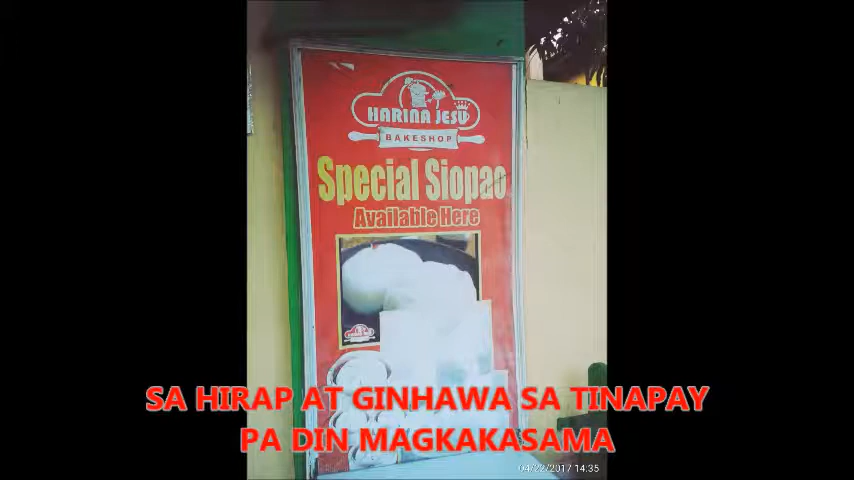 HARINA JESU
BAKESHOP
Special Siopao
Available Here
SA HIRAP AT GINHAWA SA TINAPAY
PA DIN MAGKAKASAMA
04/22/2017 14:35